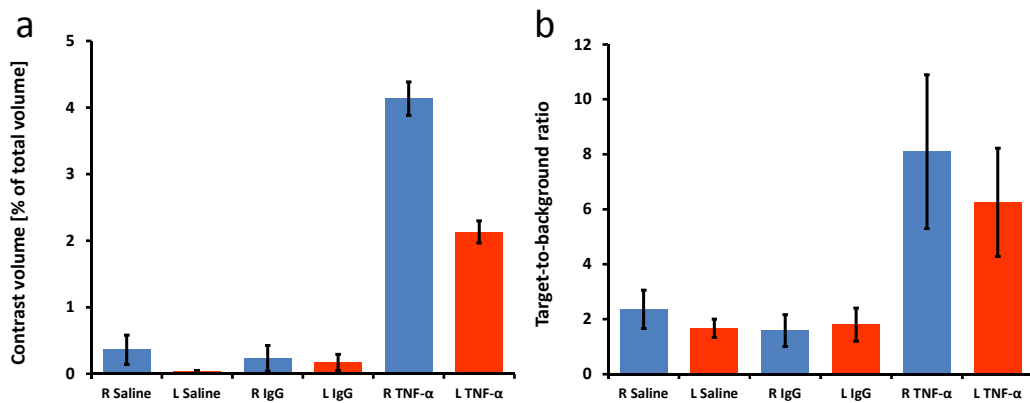 a
Contrast volume [% of total volume]
5
4
3
2
1
0
R Saline L Saline R IgG L IgG R TNF-α L TNF-α
b
Target-to-background ratio
12
10
8
6
4
2
0
R Saline L Saline R IgG L IgG R TNF-α L TNF-α